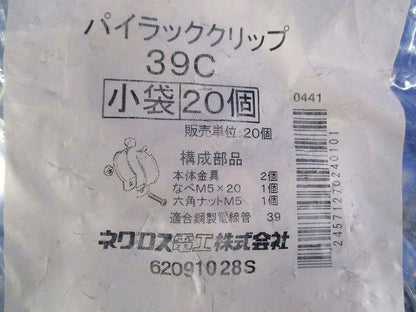 パイラッククリップ
39C
小袋 20個
販売単位:20個
0441
構成部品
本体金具 2個
なべM5×20 1個
六角ナットM5 1個
適合鋼製電線管 39
ネグロス電工株式会社
62091028S
24571270240101